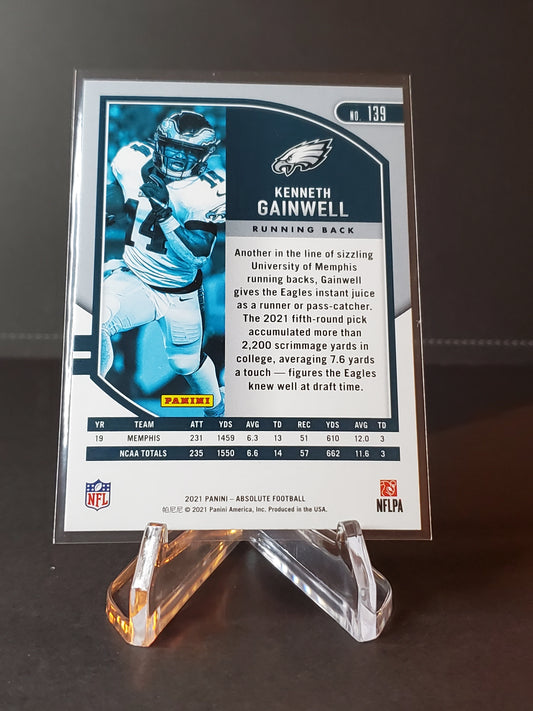 NO. 139
KENNETH
GAINWELL
RUNNING BACK
Another in the line of sizzling
University of Memphis
running backs, Gainwell
gives the Eagles instant juice
as a runner or pass-catcher.
The 2021 fifth-round pick
accumulated more than
2,200 scrimmage yards in
college, averaging 7.6 yards
a touch — figures the Eagles
knew well at draft time.
14
14
PANINI
YR TEAM ATT YDS AVG TD REC YDS AVG TD
19 MEMPHIS 231 1459 6.3 13 51 610 12.0 3
NCAA TOTALS 235 1550 6.6 14 57 662 11.6 3
NFL
2021 PANINI – ABSOLUTE FOOTBALL
帕尼尼 © 2021 Panini America, Inc. Produced in the USA.
NFLPA